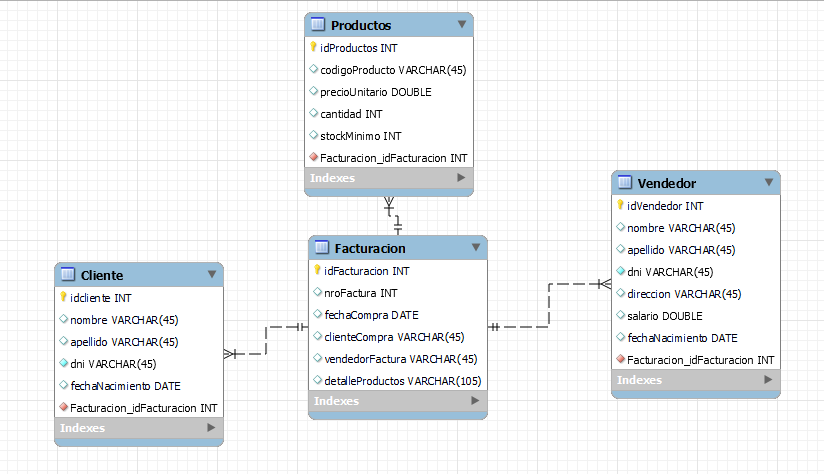 Productos
idProductos INT
codigoProducto VARCHAR(45)
precioUnitario DOUBLE
cantidad INT
stockMinimo INT
Facturacion_idFacturacion INT
Indexes
Facturacion
idFacturacion INT
nroFactura INT
fechaCompra DATE
clienteCompra VARCHAR(45)
vendedorFactura VARCHAR(45)
detalleProductos VARCHAR(105)
Indexes
Cliente
idcliente INT
nombre VARCHAR(45)
apellido VARCHAR(45)
dni VARCHAR(45)
fechaNacimiento DATE
Facturacion_idFacturacion INT
Indexes
Vendedor
idVendedor INT
nombre VARCHAR(45)
apellido VARCHAR(45)
dni VARCHAR(45)
direccion VARCHAR(45)
salario DOUBLE
fechaNacimiento DATE
Facturacion_idFacturacion INT
Indexes